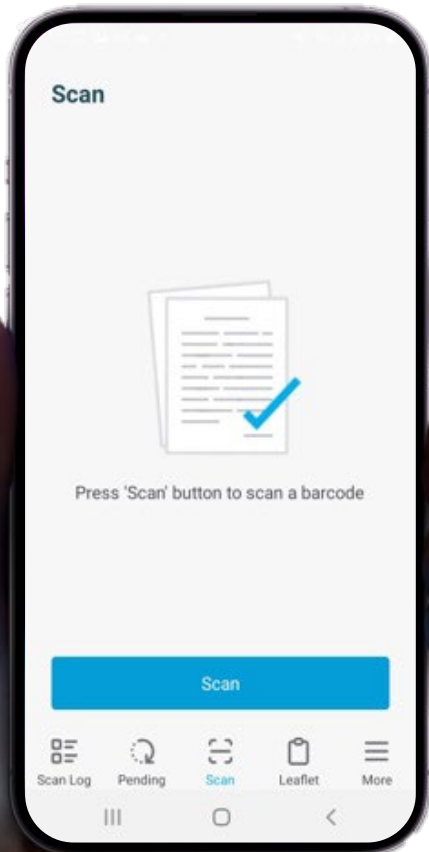 Scan
Press 'Scan' button to scan a barcode
Scan
Scan Log
Pending
Scan
Leaflet
More